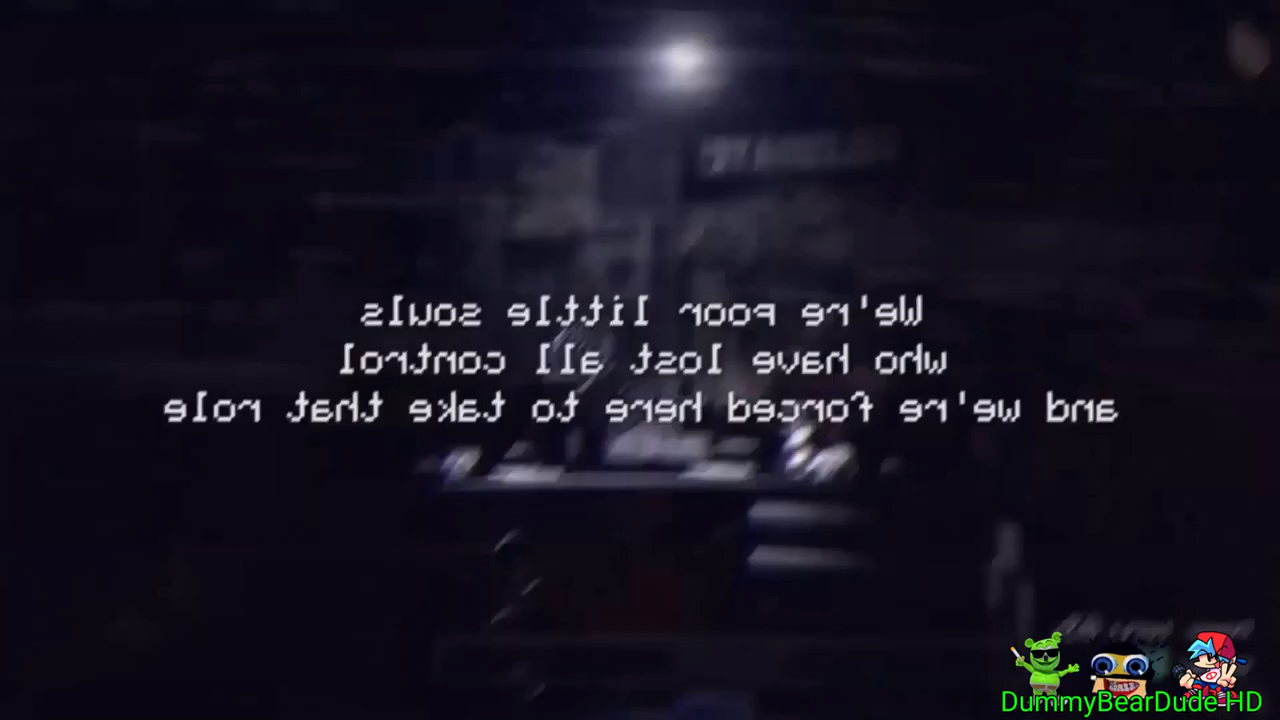 We're poor little souls
who have lost all control
and we're forced here to take that role
DummyBearDude HD